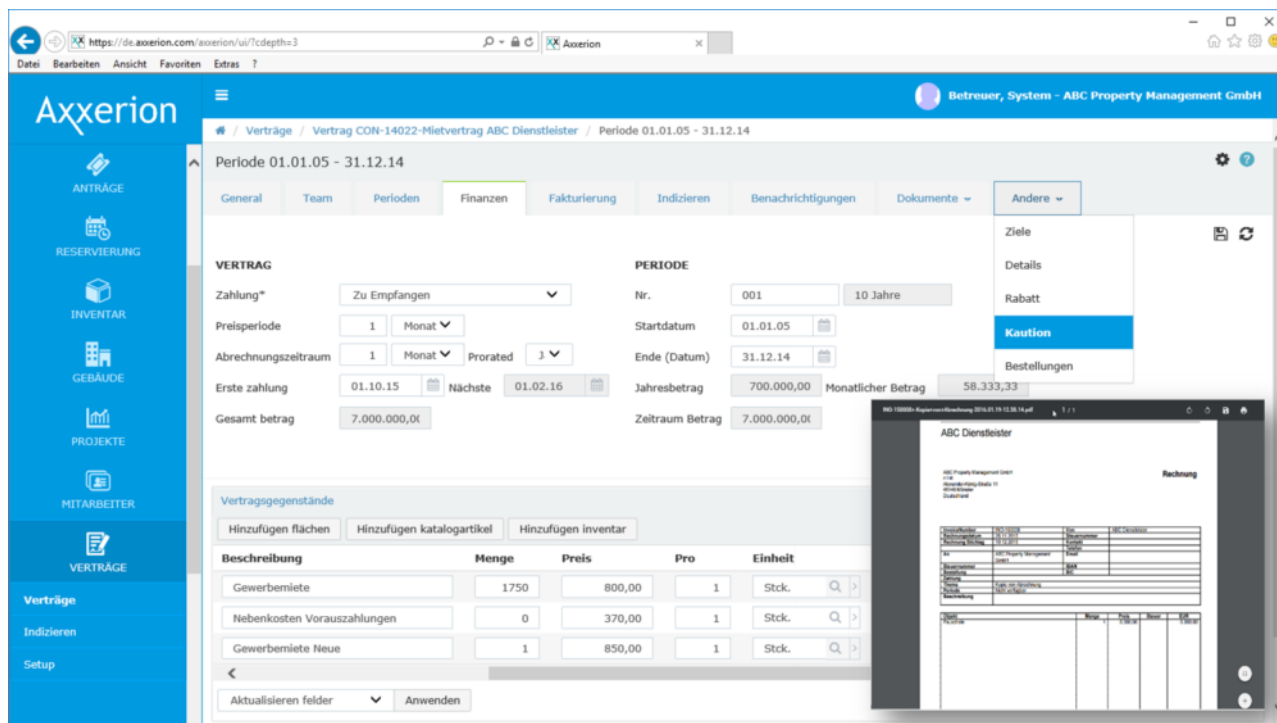 https://de.axxerion.com/axxerion/ui/?cdepth=3
Axxerion
Datei Bearbeiten Ansicht Favoriten Extras ?
Axxerion
Betreuer, System - ABC Property Management GmbH
/ Verträge / Vertrag CON-14022-Mietvertrag ABC Dienstleister / Periode 01.01.05 - 31.12.14
ANTRÄGE
RESERVIERUNG
INVENTAR
GEBÄUDE
PROJEKTE
MITARBEITER
VERTRÄGE
Verträge
Indizieren
Setup
Periode 01.01.05 - 31.12.14
General Team Perioden Finanzen Fakturierung Indizieren Benachrichtigungen Dokumente Andere
Ziele
Details
Rabatt
Kaution
Bestellungen
VERTRAG
Zahlung* Zu Empfangen
Preisperiode 1 Monat
Abrechnungszeitraum 1 Monat Prorated
Erste zahlung 01.10.15 Nächste 01.02.16
Gesamt betrag 7.000.000,0(
PERIODE
Nr. 001 10 Jahre
Startdatum 01.01.05
Ende (Datum) 31.12.14
Jahresbetrag 700.000,00 Monatlicher Betrag 58.333,33
Zeitraum Betrag 7.000.000,0(
Vertragsgegenstände
Hinzufügen flächen Hinzufügen katalogartikel Hinzufügen inventar
Beschreibung Menge Preis Pro Einheit
Gewerbemiete 1750 800,00 1 Stck.
Nebenkosten Vorauszahlungen 0 370,00 1 Stck.
Gewerbemiete Neue 1 850,00 1 Stck.
Aktualisieren felder Anwenden
1 / 1
ABC Dienstleister
ABC Property Management GmbH
Rechnung
Deutschland